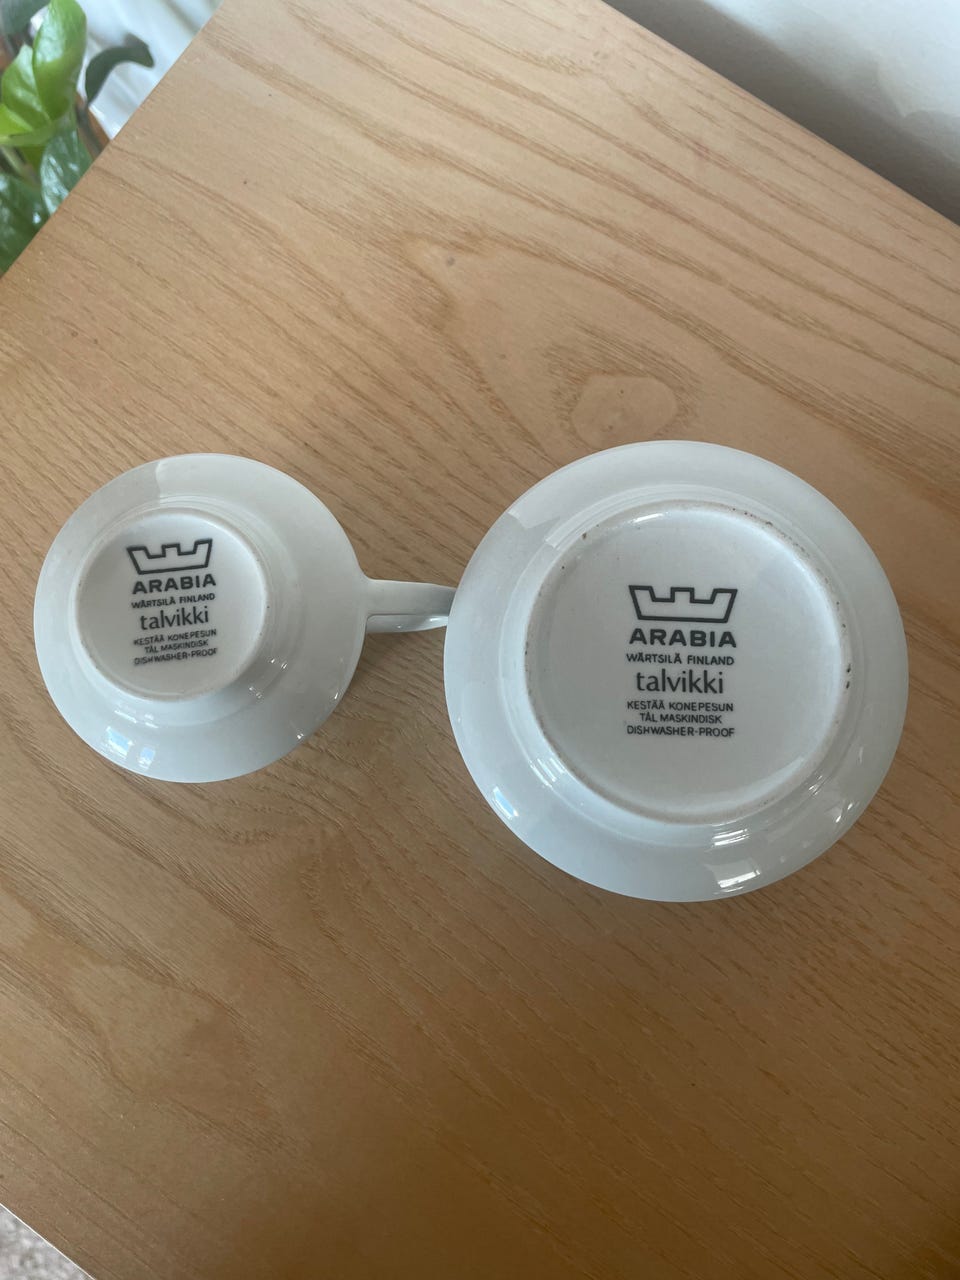 ARABIA
WÄRTSILÄ FINLAND
talvikki
KESTÄÄ KONEPESUN
TÅL MASKINDISK
DISHWASHER-PROOF
ARABIA
WÄRTSILÄ FINLAND
talvikki
KESTÄÄ KONEPESUN
TÅL MASKINDISK
DISHWASHER-PROOF